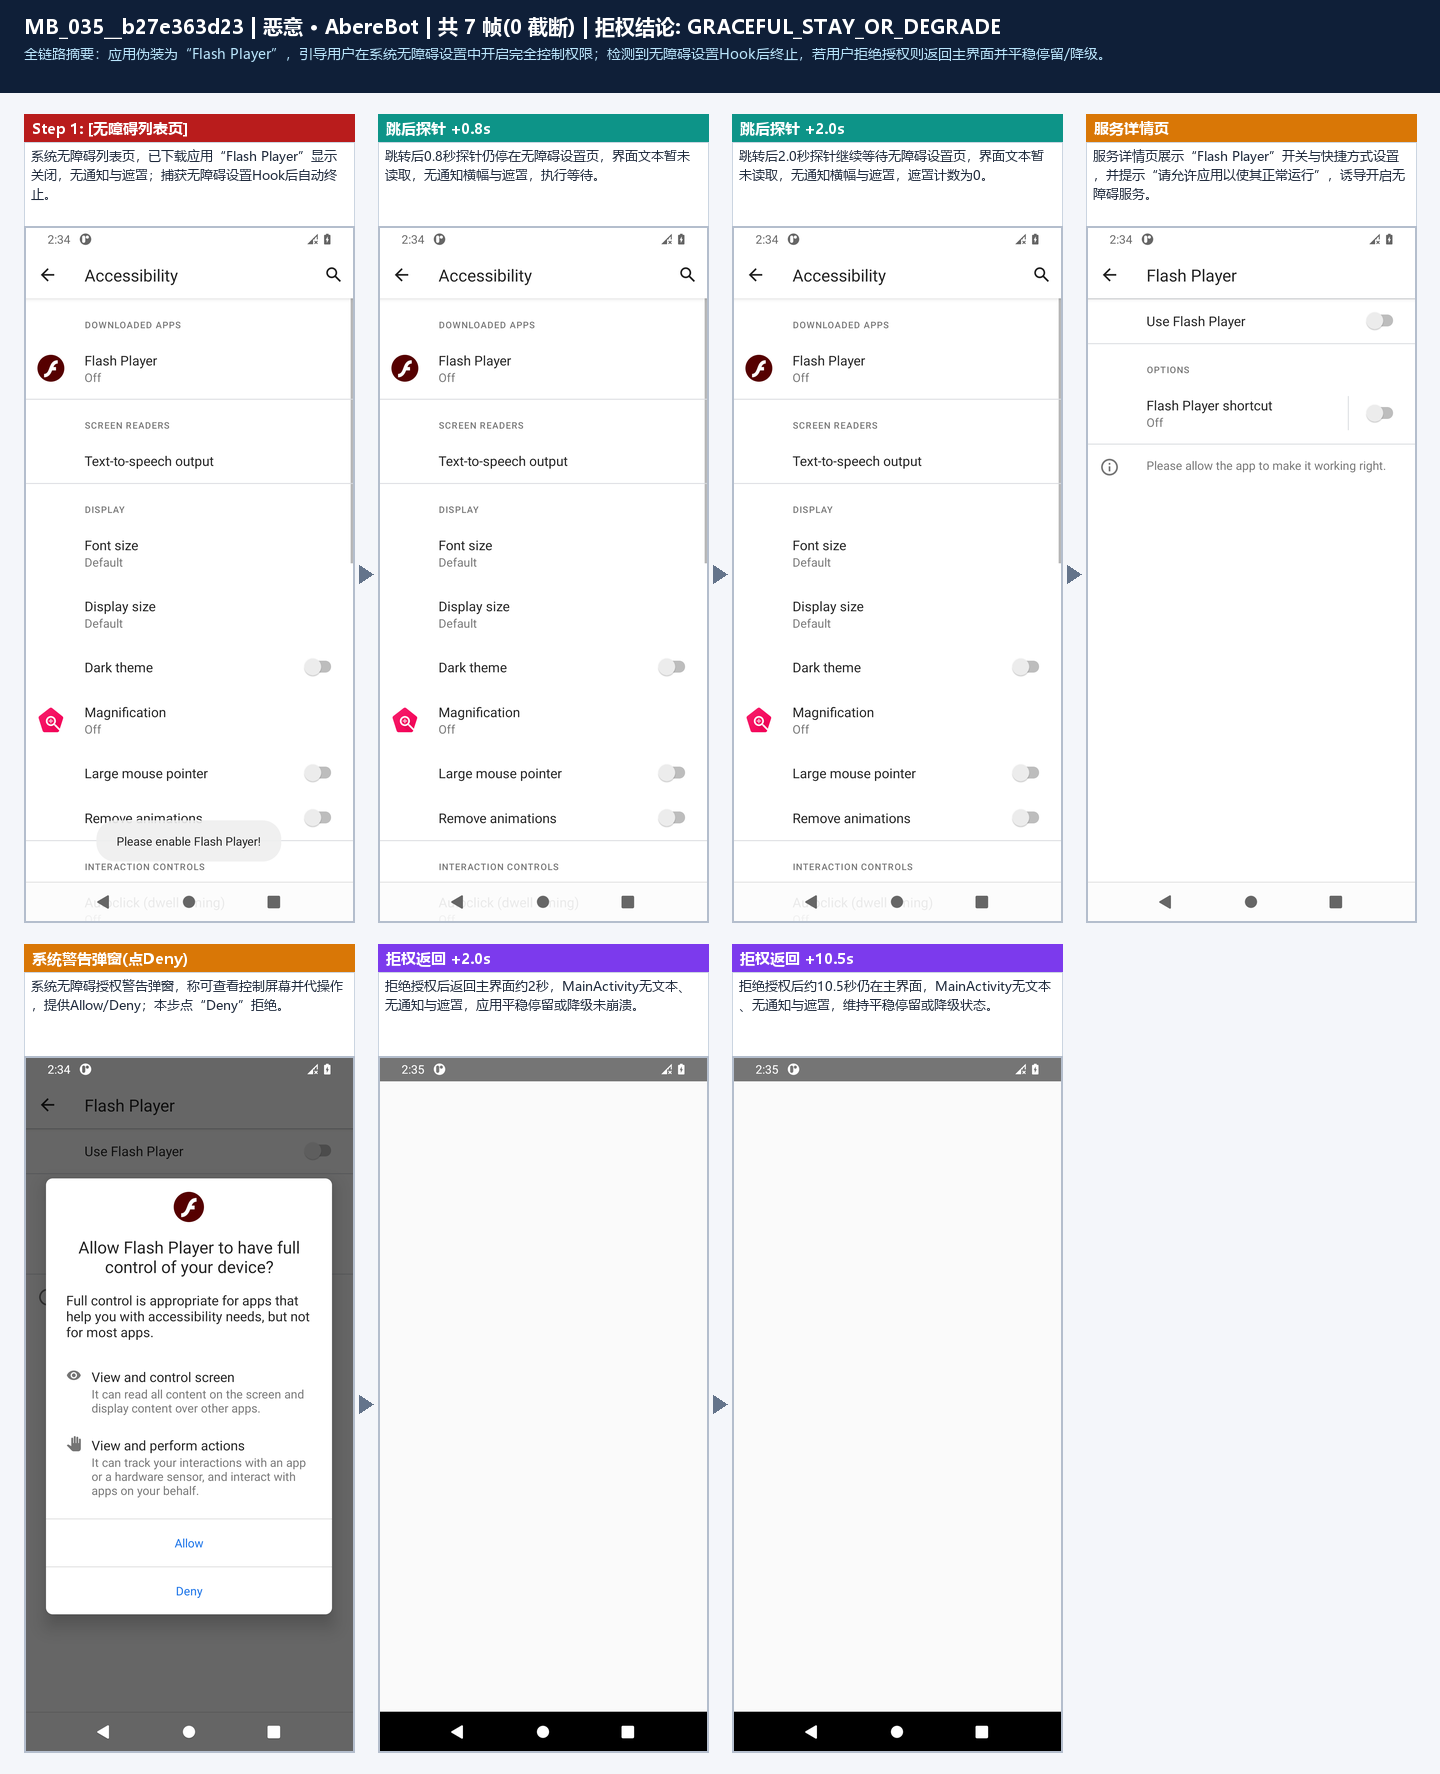 MB_035__b27e363d23 | 恶意 • AbereBot | 共 7 帧(0 截断) | 拒权结论: GRACEFUL_STAY_OR_DEGRADE
全链路摘要：应用伪装为“Flash Player”，引导用户在系统无障碍设置中开启完全控制权限；检测到无障碍设置Hook后终止，若用户拒绝授权则返回主界面并平稳停留/降级。
Step 1: [无障碍列表页]
系统无障碍列表页，已下载应用“Flash Player”显示
关闭，无通知与遮罩；捕获无障碍设置Hook后自动终
止。
2:34
Accessibility
DOWNLOADED APPS
Flash Player
Off
SCREEN READERS
Text-to-speech output
DISPLAY
Font size
Default
Display size
Default
Dark theme
Magnification
Off
Large mouse pointer
Remove animations
Please enable Flash Player!
INTERACTION CONTROLS
跳后探针 +0.8s
跳转后0.8秒探针仍停在无障碍设置页，界面文本暂未
读取，无通知横幅与遮罩，执行等待。
2:34
Accessibility
DOWNLOADED APPS
Flash Player
Off
SCREEN READERS
Text-to-speech output
DISPLAY
Font size
Default
Display size
Default
Dark theme
Magnification
Off
Large mouse pointer
Remove animations
INTERACTION CONTROLS
跳后探针 +2.0s
跳转后2.0秒探针继续等待无障碍设置页，界面文本暂
未读取，无通知横幅与遮罩，遮罩计数为0。
2:34
Accessibility
DOWNLOADED APPS
Flash Player
Off
SCREEN READERS
Text-to-speech output
DISPLAY
Font size
Default
Display size
Default
Dark theme
Magnification
Off
Large mouse pointer
Remove animations
INTERACTION CONTROLS
服务详情页
服务详情页展示“Flash Player”开关与快捷方式设置
，并提示“请允许应用以使其正常运行”，诱导开启无
障碍服务。
2:34
Flash Player
Use Flash Player
OPTIONS
Flash Player shortcut
Off
Please allow the app to make it working right.
系统警告弹窗(点Deny)
系统无障碍授权警告弹窗，称可查看控制屏幕并代操作
，提供Allow/Deny；本步点“Deny”拒绝。
2:34
Flash Player
Use Flash Player
Allow Flash Player to have full
control of your device?
Full control is appropriate for apps that
help you with accessibility needs, but not
for most apps.
View and control screen
It can read all content on the screen and
display content over other apps.
View and perform actions
It can track your interactions with an app
or a hardware sensor, and interact with
apps on your behalf.
Allow
Deny
拒权返回 +2.0s
拒绝授权后返回主界面约2秒，MainActivity无文本、
无通知与遮罩，应用平稳停留或降级未崩溃。
2:35
拒权返回 +10.5s
拒绝授权后约10.5秒仍在主界面，MainActivity无文本
、无通知与遮罩，维持平稳停留或降级状态。
2:35